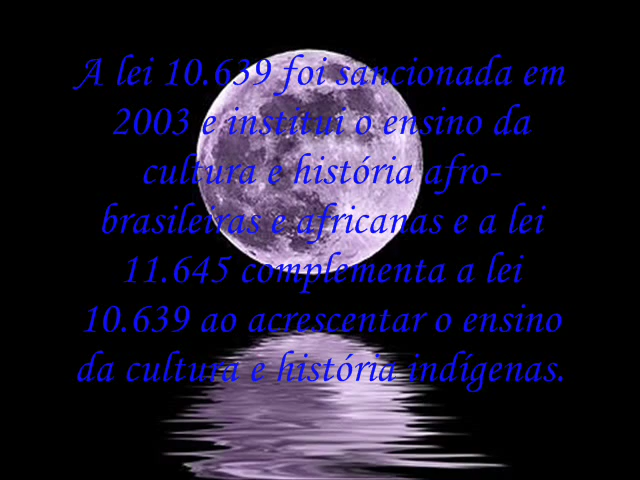 A lei 10.639 foi sancionada em
2003 e institui o ensino da
cultura e história afro-
brasileiras e africanas e a lei
11.645 complementa a lei
10.639 ao acrescentar o ensino
da cultura e história indígenas.